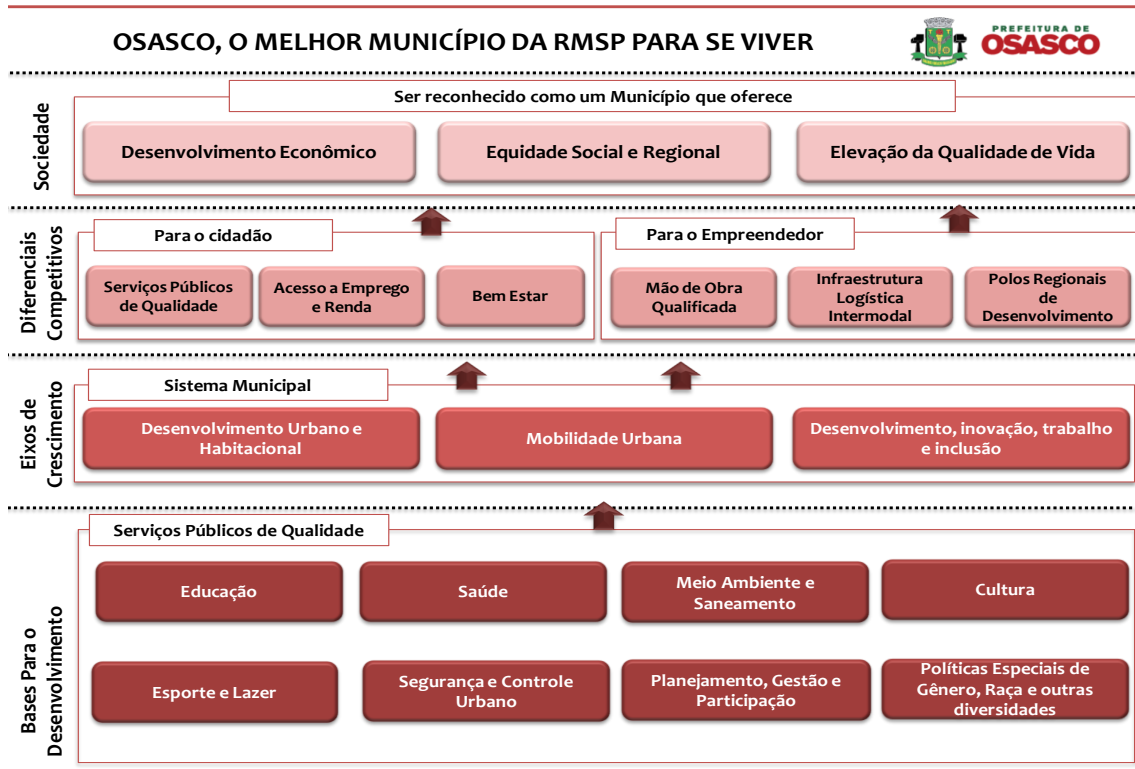 OSASCO, O MELHOR MUNICÍPIO DA RMSP PARA SE VIVER
PREFEITURA DE
OSASCO
Sociedade
Ser reconhecido como um Município que oferece
Desenvolvimento Econômico
Equidade Social e Regional
Elevação da Qualidade de Vida
Diferenciais
Competitivos
Para o cidadão
Serviços Públicos
de Qualidade
Acesso a Emprego
e Renda
Bem Estar
Para o Empreendedor
Mão de Obra
Qualificada
Infraestrutura
Logística
Intermodal
Polos Regionais
de
Desenvolvimento
Eixos de
Crescimento
Sistema Municipal
Desenvolvimento Urbano e
Habitacional
Mobilidade Urbana
Desenvolvimento, inovação, trabalho
e inclusão
Bases Para o
Desenvolvimento
Serviços Públicos de Qualidade
Educação
Saúde
Meio Ambiente e
Saneamento
Cultura
Esporte e Lazer
Segurança e Controle
Urbano
Planejamento, Gestão e
Participação
Políticas Especiais de
Gênero, Raça e outras
diversidades